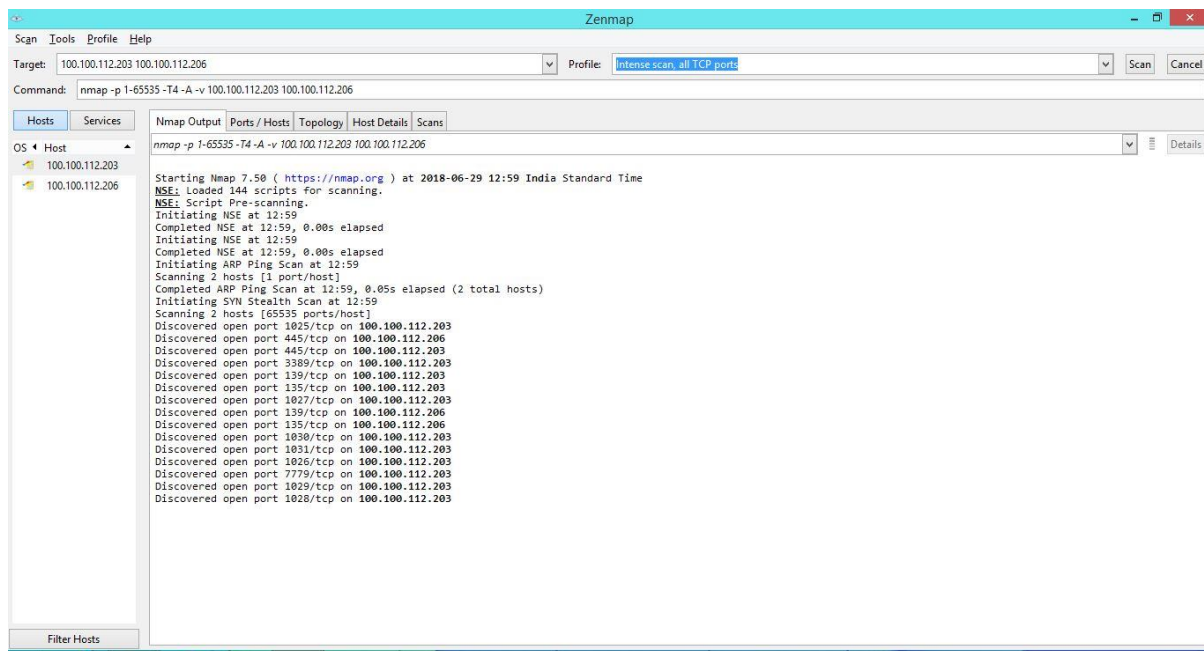 Zenmap
Scan Tools Profile Help
Target: 100.100.112.203 100.100.112.206 Profile: Intense scan, all TCP ports Scan Cancel
Command: nmap -p 1-65535 -T4 -A -v 100.100.112.203 100.100.112.206
Hosts Services Nmap Output Ports / Hosts Topology Host Details Scans
OS Host
nmap -p 1-65535 -T4 -A -v 100.100.112.203 100.100.112.206 Details
100.100.112.203
100.100.112.206
Starting Nmap 7.50 ( https://nmap.org ) at 2018-06-29 12:59 India Standard Time
NSE: Loaded 144 scripts for scanning.
NSE: Script Pre-scanning.
Initiating NSE at 12:59
Completed NSE at 12:59, 0.00s elapsed
Initiating NSE at 12:59
Completed NSE at 12:59, 0.00s elapsed
Initiating ARP Ping Scan at 12:59
Scanning 2 hosts [1 port/host]
Completed ARP Ping Scan at 12:59, 0.05s elapsed (2 total hosts)
Initiating SYN Stealth Scan at 12:59
Scanning 2 hosts [65535 ports/host]
Discovered open port 1025/tcp on 100.100.112.203
Discovered open port 445/tcp on 100.100.112.206
Discovered open port 445/tcp on 100.100.112.203
Discovered open port 3389/tcp on 100.100.112.203
Discovered open port 139/tcp on 100.100.112.203
Discovered open port 135/tcp on 100.100.112.203
Discovered open port 1027/tcp on 100.100.112.203
Discovered open port 139/tcp on 100.100.112.206
Discovered open port 135/tcp on 100.100.112.206
Discovered open port 1030/tcp on 100.100.112.203
Discovered open port 1031/tcp on 100.100.112.203
Discovered open port 1026/tcp on 100.100.112.203
Discovered open port 7779/tcp on 100.100.112.203
Discovered open port 1029/tcp on 100.100.112.203
Discovered open port 1028/tcp on 100.100.112.203
Filter Hosts